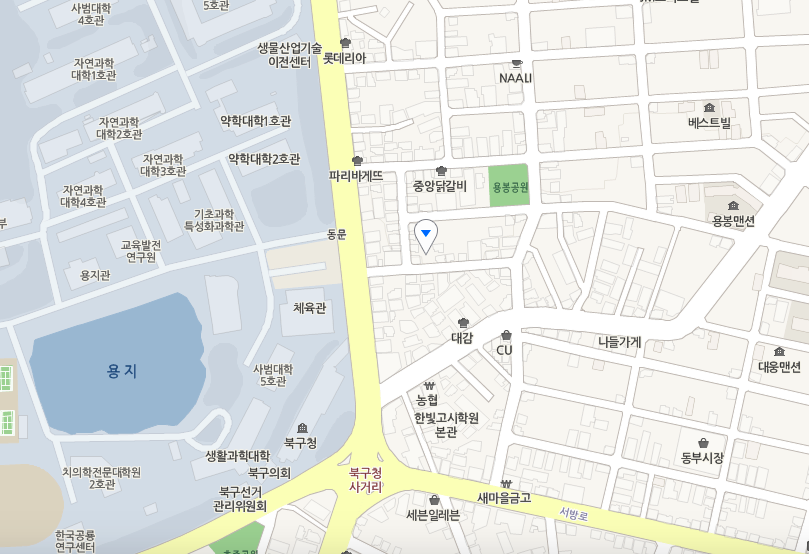 사범대학
4호관
5호관
생물산업기술
이전센터
롯데리아
자연과학
대학1호관
NAALI
자연과학
대학2호관
약학대학1호관
베스트빌
자연과학
대학3호관
약학대학2호관
파리바게뜨
중앙닭갈비
용봉공원
자연과학
대학4호관
기초과학
특성화과학관
용봉맨션
부
동문
교육발전
연구원
용지관
체육관
대감
CU
나들가게
용 지
사범대학
5호관
대웅맨션
농협
한빛고시학원
본관
북구청
생활과학대학
동부시장
치의학전문대학원
2호관
북구의회
북구청
사거리
북구선거
관리위원회
새마을금고
세븐일레븐
서방로
한국공룡
연구센터